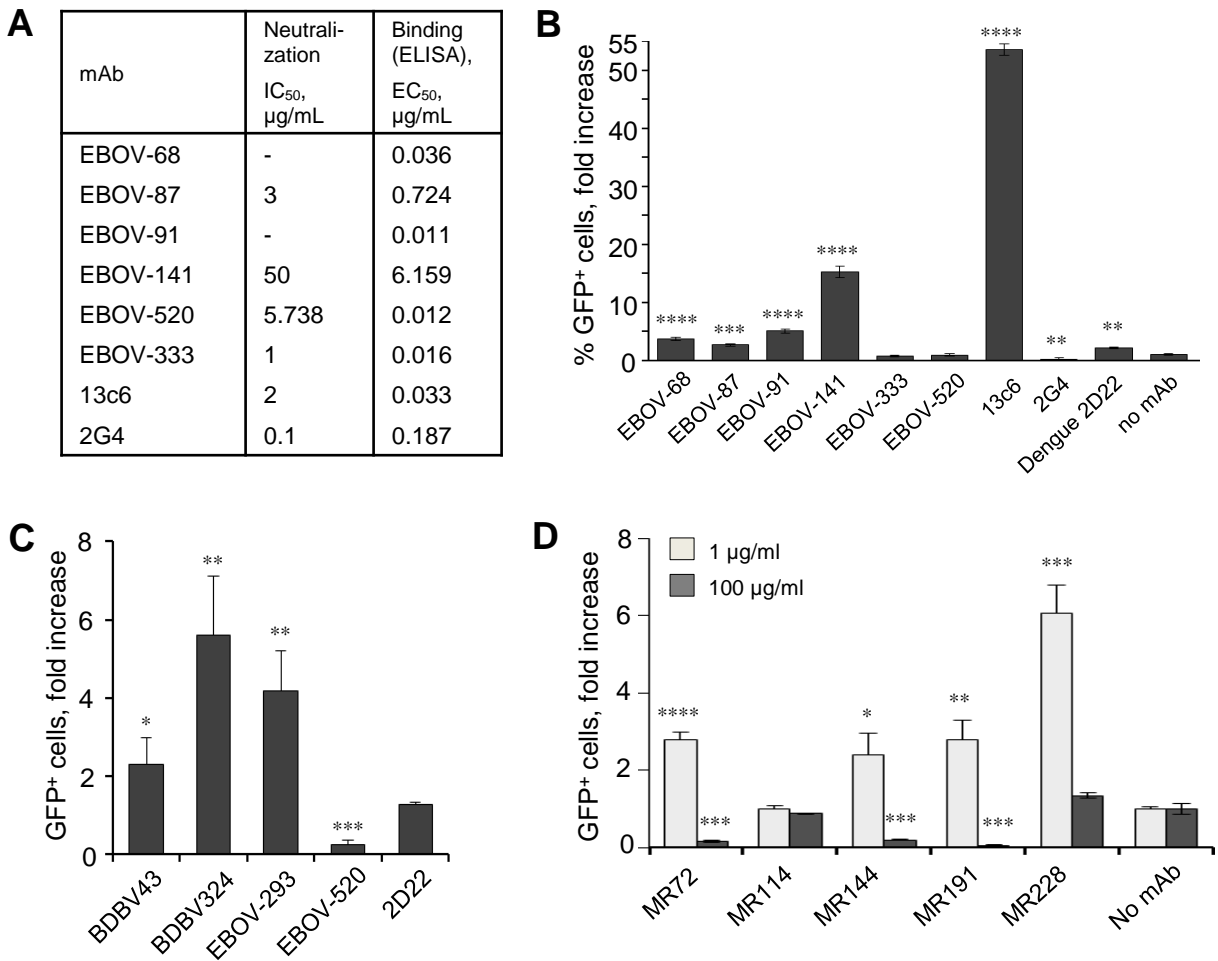 A
mAb
Neutrali-
zation
IC₅₀,
µg/mL
Binding
(ELISA),
EC₅₀,
µg/mL
EBOV-68 - 0.036
EBOV-87 3 0.724
EBOV-91 - 0.011
EBOV-141 50 6.159
EBOV-520 5.738 0.012
EBOV-333 1 0.016
13c6 2 0.033
2G4 0.1 0.187
B
% GFP⁺ cells, fold increase
55
50
40
30
20
10
0
****
***
****
****
****
**
**
EBOV-68
EBOV-87
EBOV-91
EBOV-141
EBOV-333
EBOV-520
13c6
2G4
Dengue 2D22
no mAb
C
GFP⁺ cells, fold increase
8
6
4
2
0
*
**
**
***
BDBV43
BDBV324
EBOV-293
EBOV-520
2D22
D
GFP⁺ cells, fold increase
8
6
4
2
0
1 µg/ml
100 µg/ml
****
***
*
***
**
***
***
MR72
MR114
MR144
MR191
MR228
No mAb